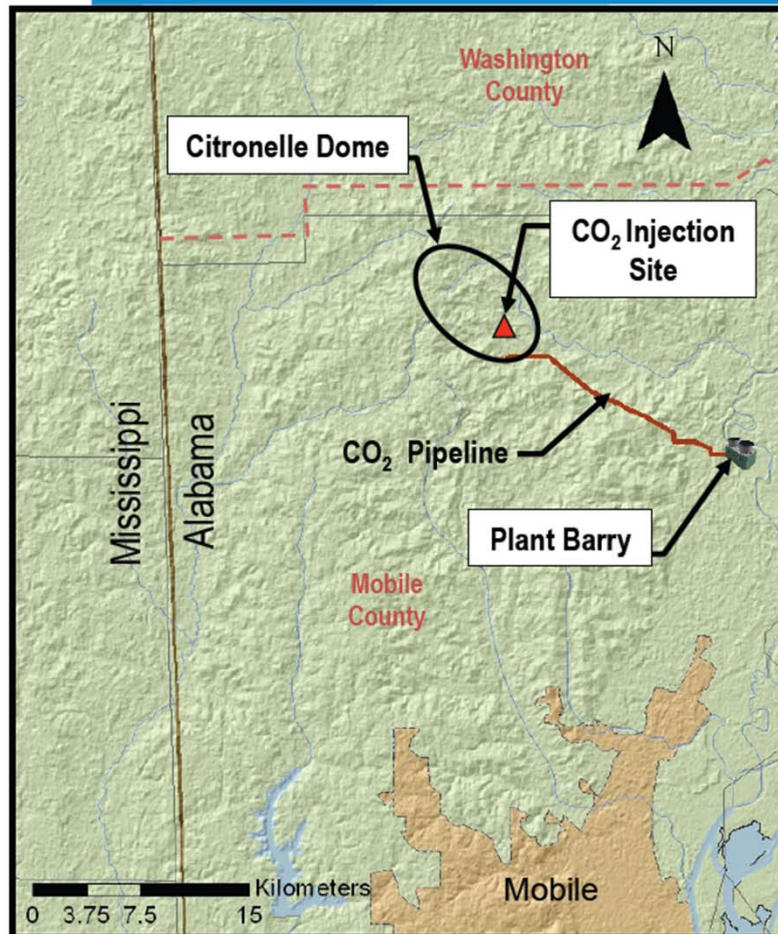 Washington
County
N
Citronelle Dome
CO₂ Injection
Site
Mississippi
Alabama
CO₂ Pipeline
Plant Barry
Mobile
County
Kilometers
0 3.75 7.5 15
Mobile